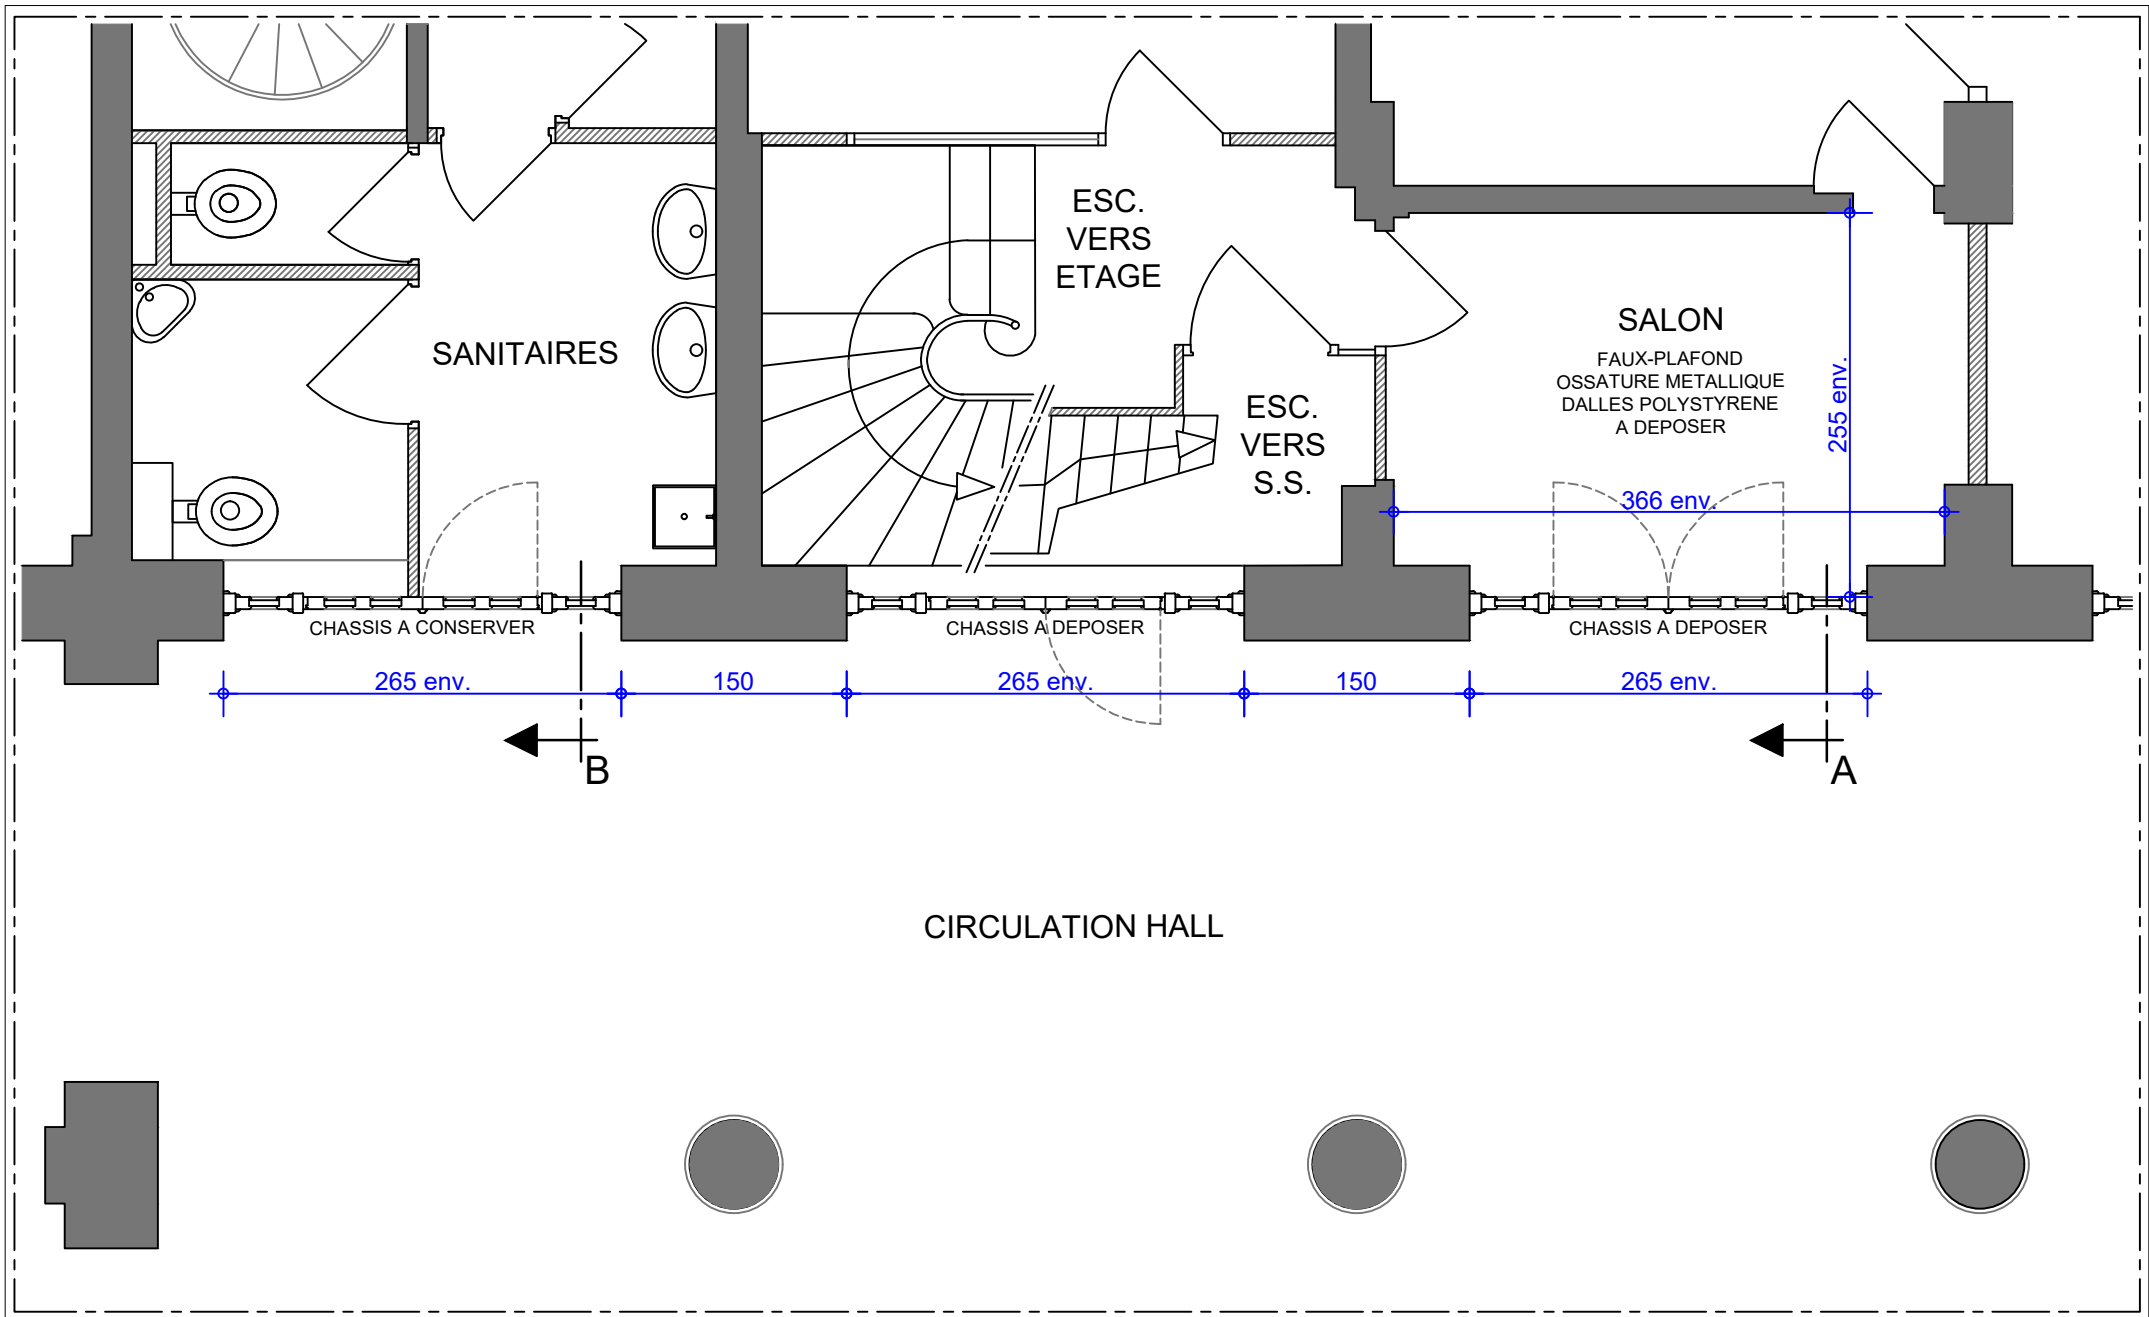 ESC.
VERS
ETAGE
SANITAIRES
SALON
FAUX-PLAFOND
OSSATURE METALLIQUE
DALLES POLYSTYRENE
A DEPOSER
255 env.
ESC.
VERS
S.S.
366 env.
CHASSIS A CONSERVER
CHASSIS A DEPOSER
CHASSIS A DEPOSER
265 env.
150
265 env.
150
265 env.
B
A
CIRCULATION HALL